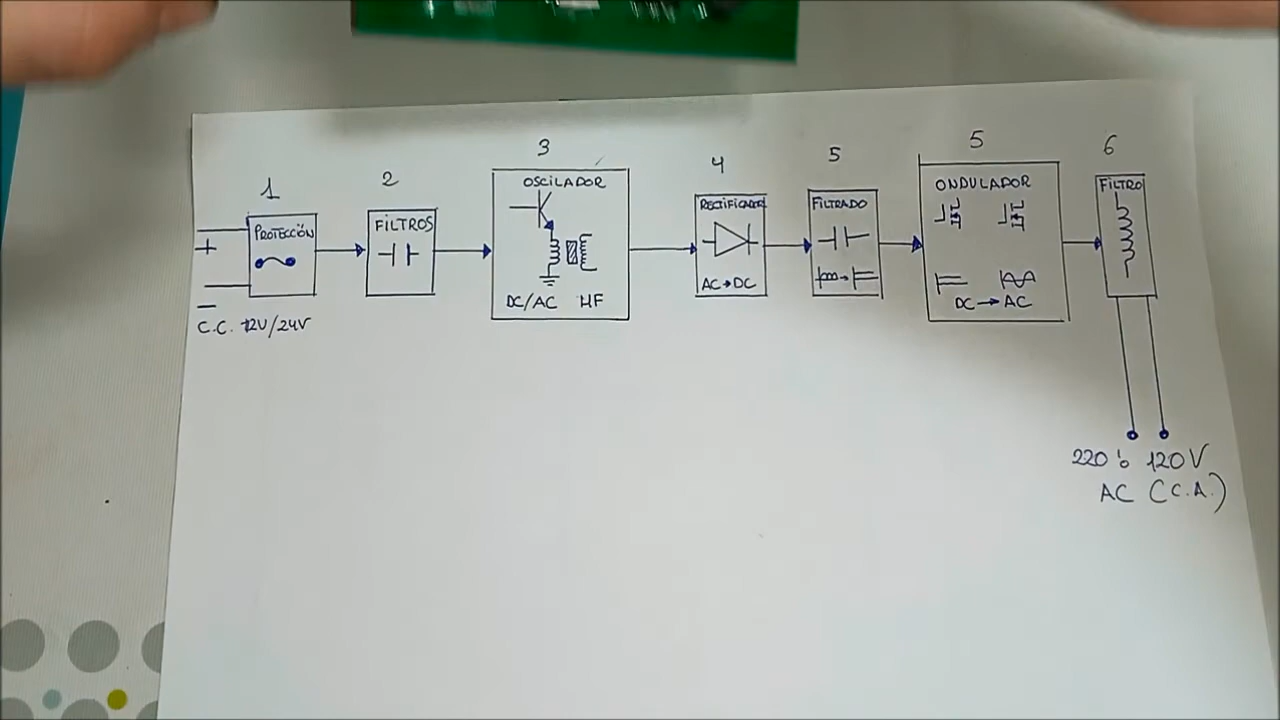 1
2
3
4
5
5
6
PROTECCIÓN
FILTROS
OSCILADOR
RECTIFICADOR
FILTRADO
ONDULADOR
FILTRO
+
−
C.C. 12V/24V
DC/AC HF
AC→DC
DC→AC
220 ó 120V
AC (C.A.)